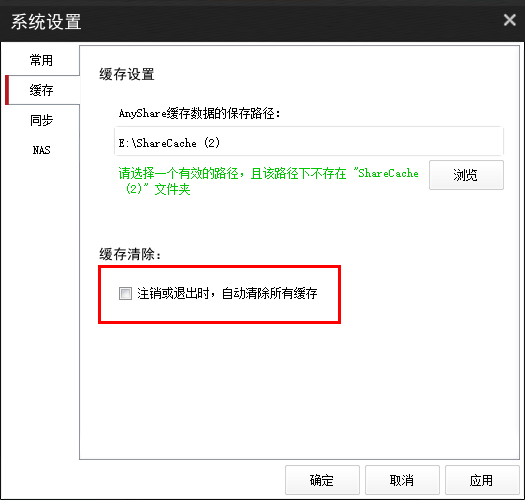 系统设置
常用
缓存
同步
NAS
缓存设置
AnyShare缓存数据的保存路径：
E:\ShareCache (2)
请选择一个有效的路径，且该路径下不存在 "ShareCache
(2)" 文件夹
浏览
缓存清除：
注销或退出时，自动清除所有缓存
确定
取消
应用